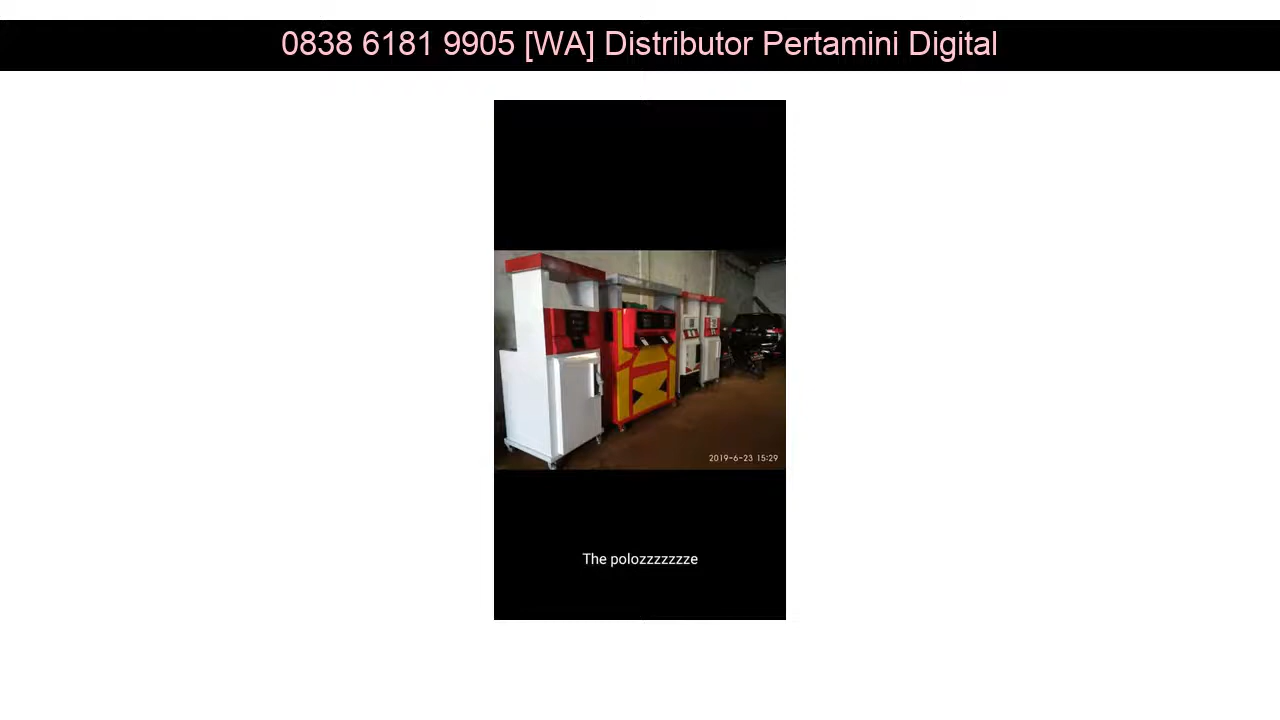 0838 6181 9905 [WA] Distributor Pertamini Digital
2019-6-23 15:29
The polozzzzzzze